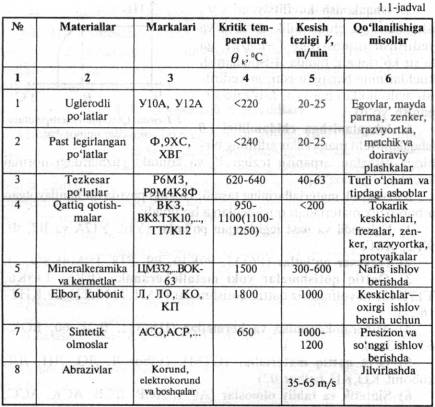 1.1-jadval
№ Materiallar Markalari Kritik tem- peratura θ k; °C Kesish tezligi V, m/min Qo‘llanilishiga misollar
1 2 3 4 5 6
1 Uglerodli po‘latlar У10А, У12А <220 20-25 Egovlar, mayda parma, zenker, razvyortka,
2 Past legirlangan po‘latlar Ф,9ХС, ХВГ <240 20-25 metchik va doiraviy plashkalar
3 Tezkesar po‘latlar Р6М3, Р9М4К8Ф 620-640 40-63 Turli o‘lcham va tipdagi asboblar
4 Qattiq qotish- malar ВК3, ВК8.Т5К10,..., ТТ7К12 950- 1100(1100- 1250) <200 Tokarlik keskichlari, frezalar, zen- ker, razvyortka, protyajkalar
5 Mineralkeramika va kermetlar ЦМ332,..ВОК- 63 1500 300-600 Nafis ishlov berishda
6 Elbor, kubonit Л, ЛО, КО, КП 1800 1000 Keskichlar— oxirgi ishlov berish uchun
7 Sintetik olmoslar АСО,АСР,... 650 1000- 1200 Presizion va so‘nggi ishlov berishda
8 Abrazivlar Korund, elektrokorund va boshqalar 35-65 m/s Jilvirlashda